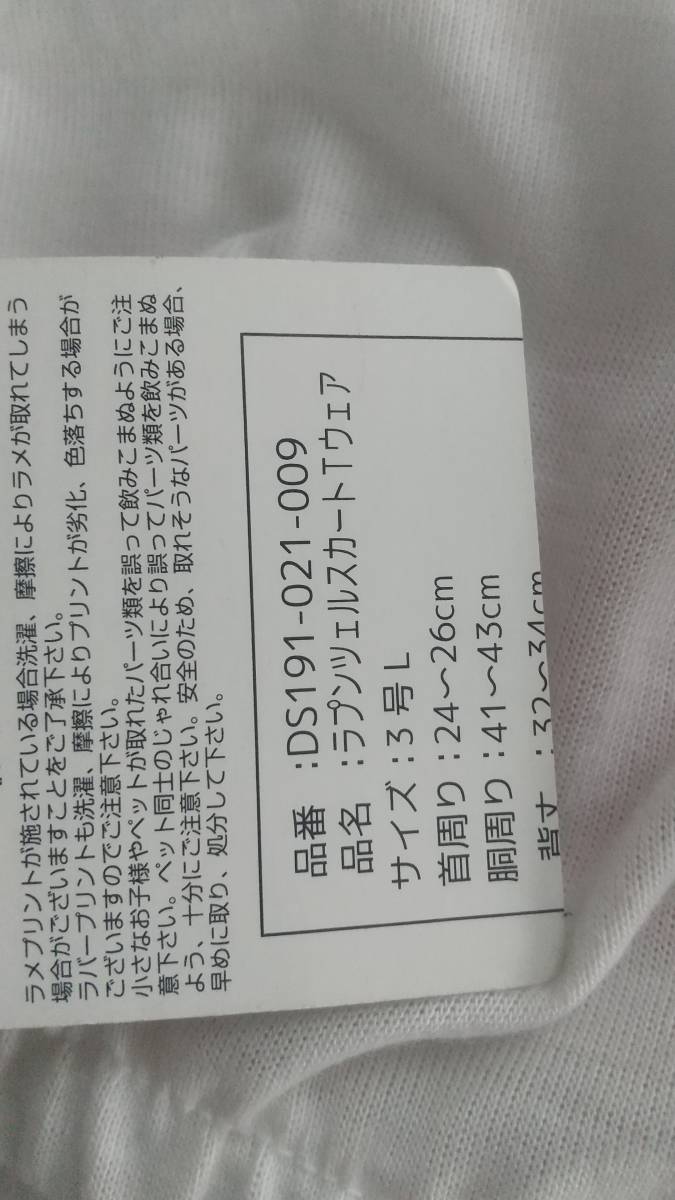 ラメプリントが施されている場合洗濯、摩擦によりラメが取れてしまう
場合がございますことをご了承下さい。
ラバープリントも洗濯、摩擦によりプリントが劣化、色落ちする場合が
ございますのでご注意下さい。
小さなお子様やペットが取れたパーツ類を誤って飲みこまぬようにご注
意下さい。ペット同士のじゃれ合いにより誤ってパーツ類を飲みこまぬ
よう、十分にご注意下さい。安全のため、取れそうなパーツがある場合、
早めに取り、処分して下さい。
品番 :DS191-021-009
品名 :ラプンツェルスカートTウェア
サイズ:3号L
首周り:24〜26cm
胴周り:41〜43cm
背丈 :32〜34cm